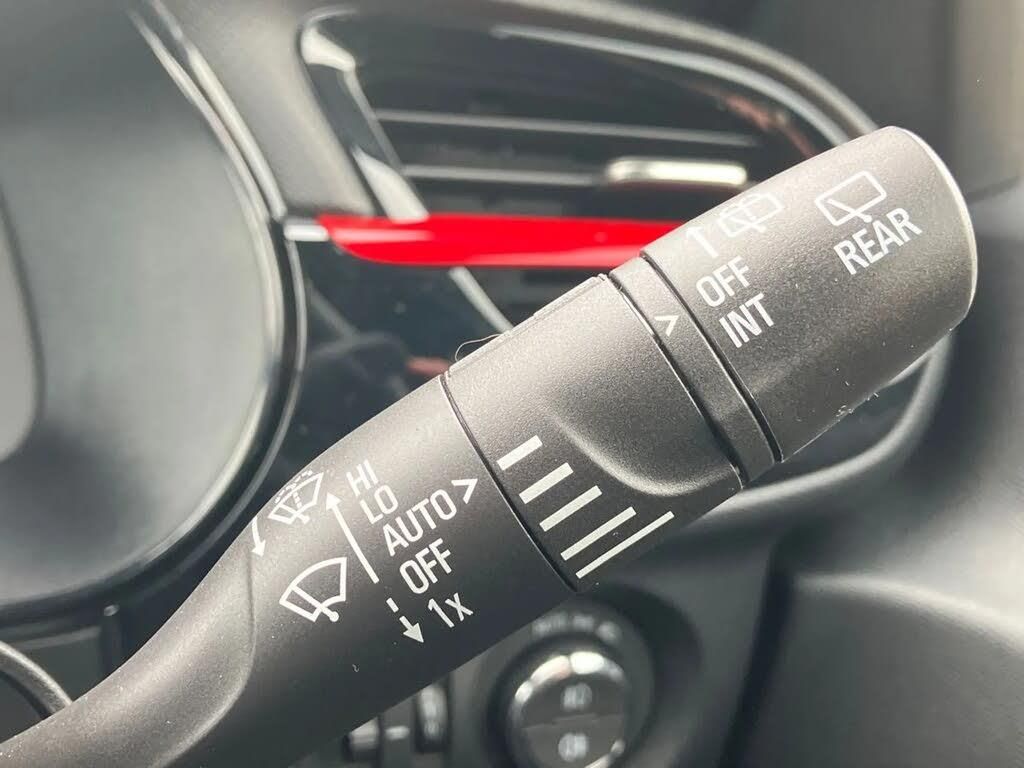 REAR
OFF
INT
HI
LO
AUTO
OFF
1x